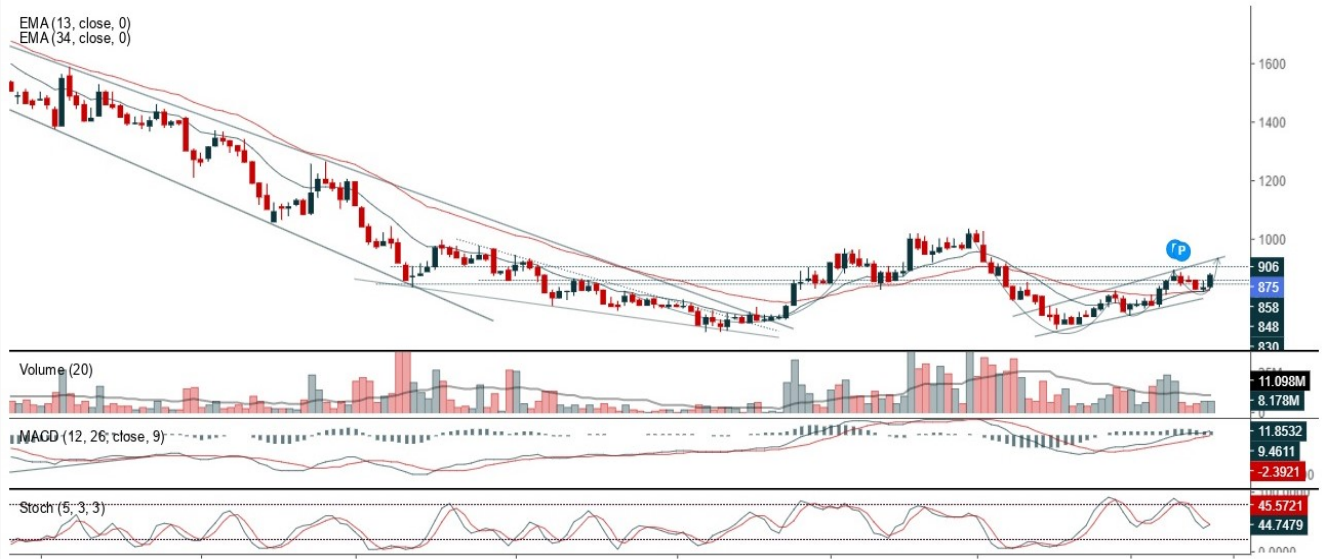 EMA (13, close, 0)
EMA (34, close, 0)
1600
1400
1200
1000
P
906
875
858
848
830
Volume (20)
11.098M
8.178M
0
MACD (12, 26, close, 9)
11.8532
9.4611
-2.3921
Stoch (5, 3, 3)
45.5721
44.7479
0.0000